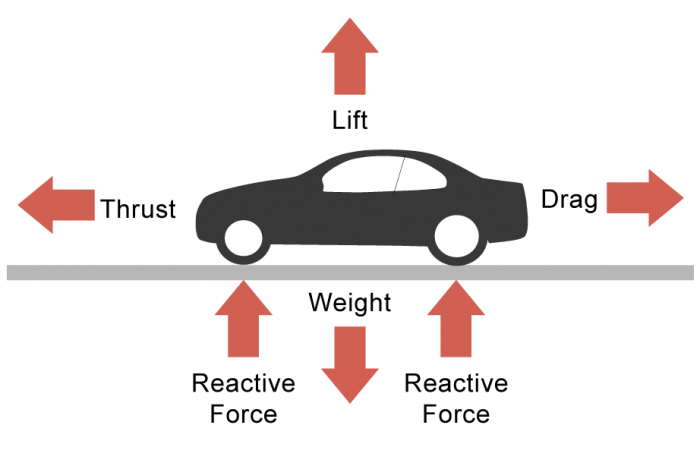 Lift
Thrust
Drag
Weight
Reactive
Force
Reactive
Force